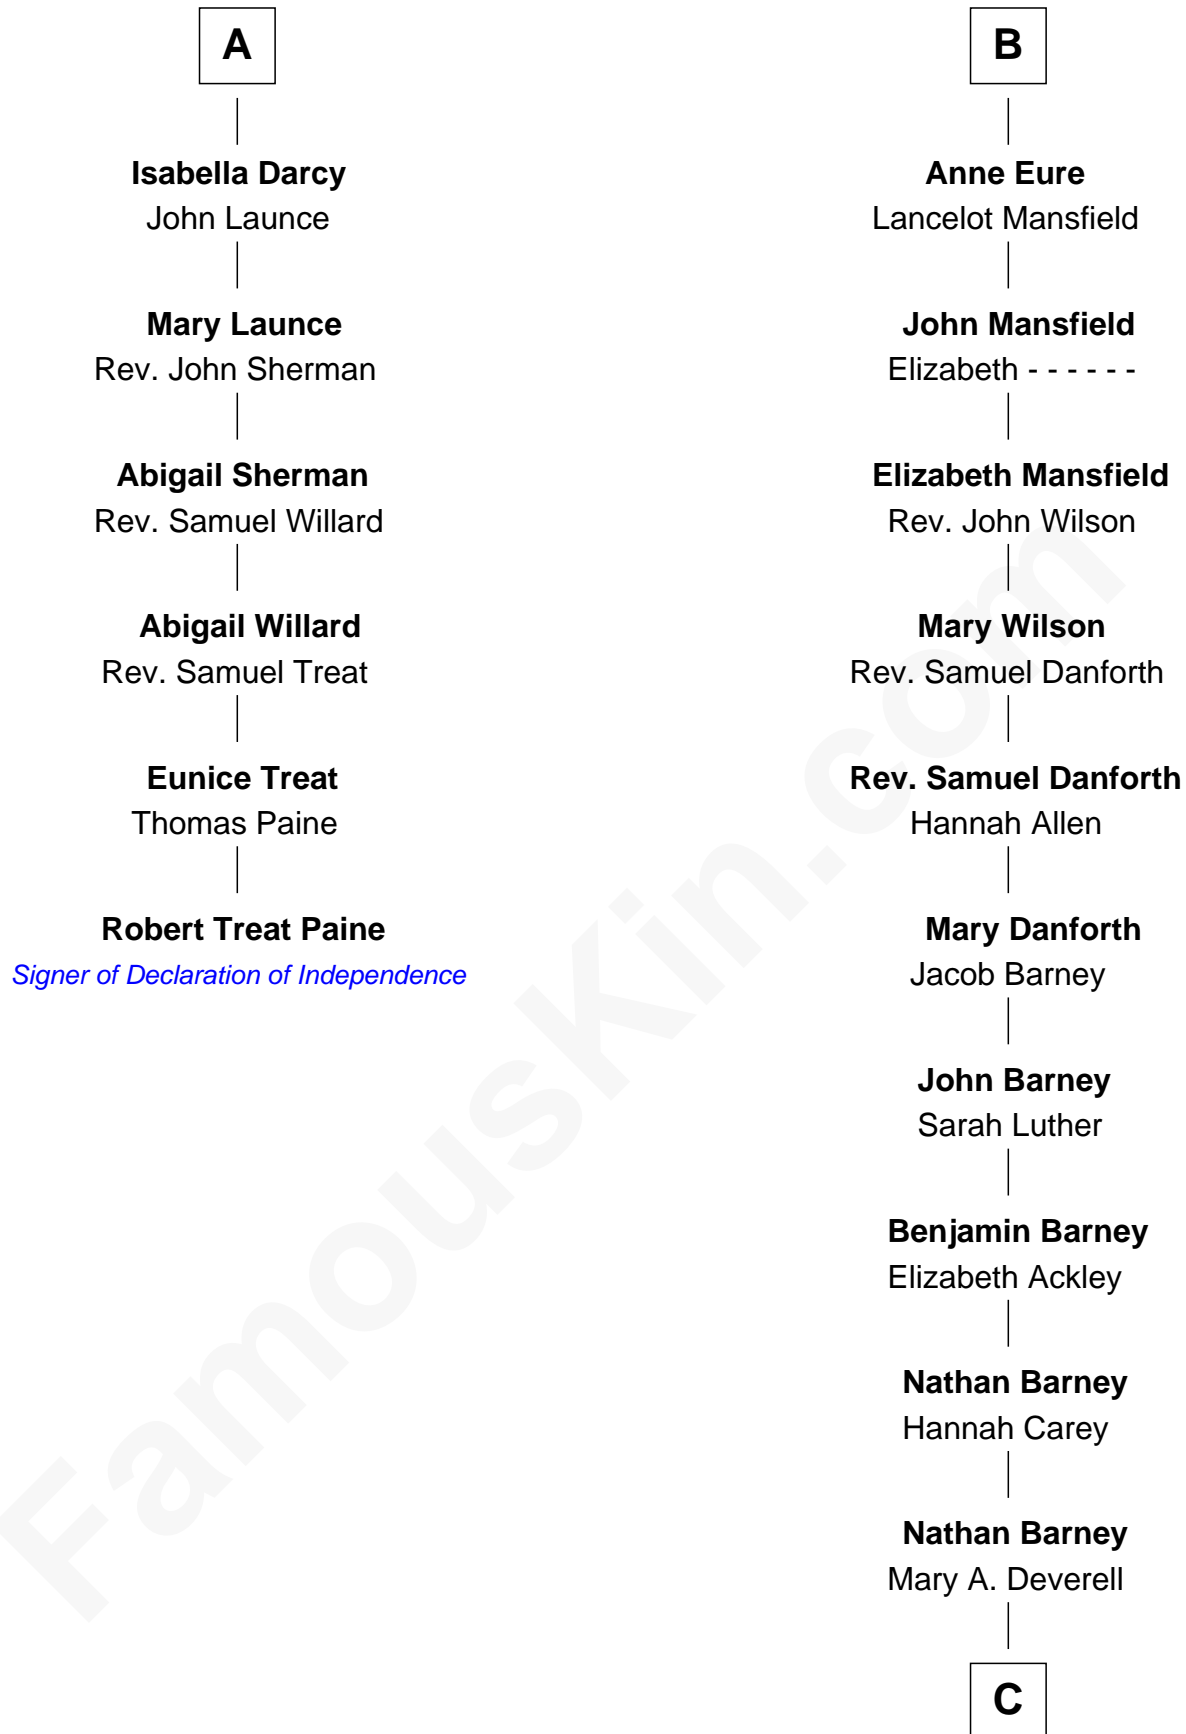 A
Isabella Darcy
John Launce
Mary Launce
Rev. John Sherman
Abigail Sherman
Rev. Samuel Willard
Abigail Willard
Rev. Samuel Treat
Eunice Treat
Thomas Paine
Robert Treat Paine
Signer of Declaration of Independence
B
Anne Eure
Lancelot Mansfield
John Mansfield
Elizabeth - - - - - -
Elizabeth Mansfield
Rev. John Wilson
Mary Wilson
Rev. Samuel Danforth
Rev. Samuel Danforth
Hannah Allen
Mary Danforth
Jacob Barney
John Barney
Sarah Luther
Benjamin Barney
Elizabeth Ackley
Nathan Barney
Hannah Carey
Nathan Barney
Mary A. Deverell
C
FamousKin.com